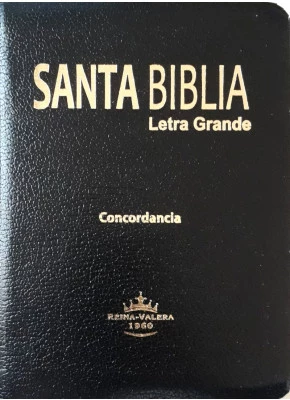 SANTA BIBLIA
Letra Grande
Concordancia
REINA-VALERA
1960